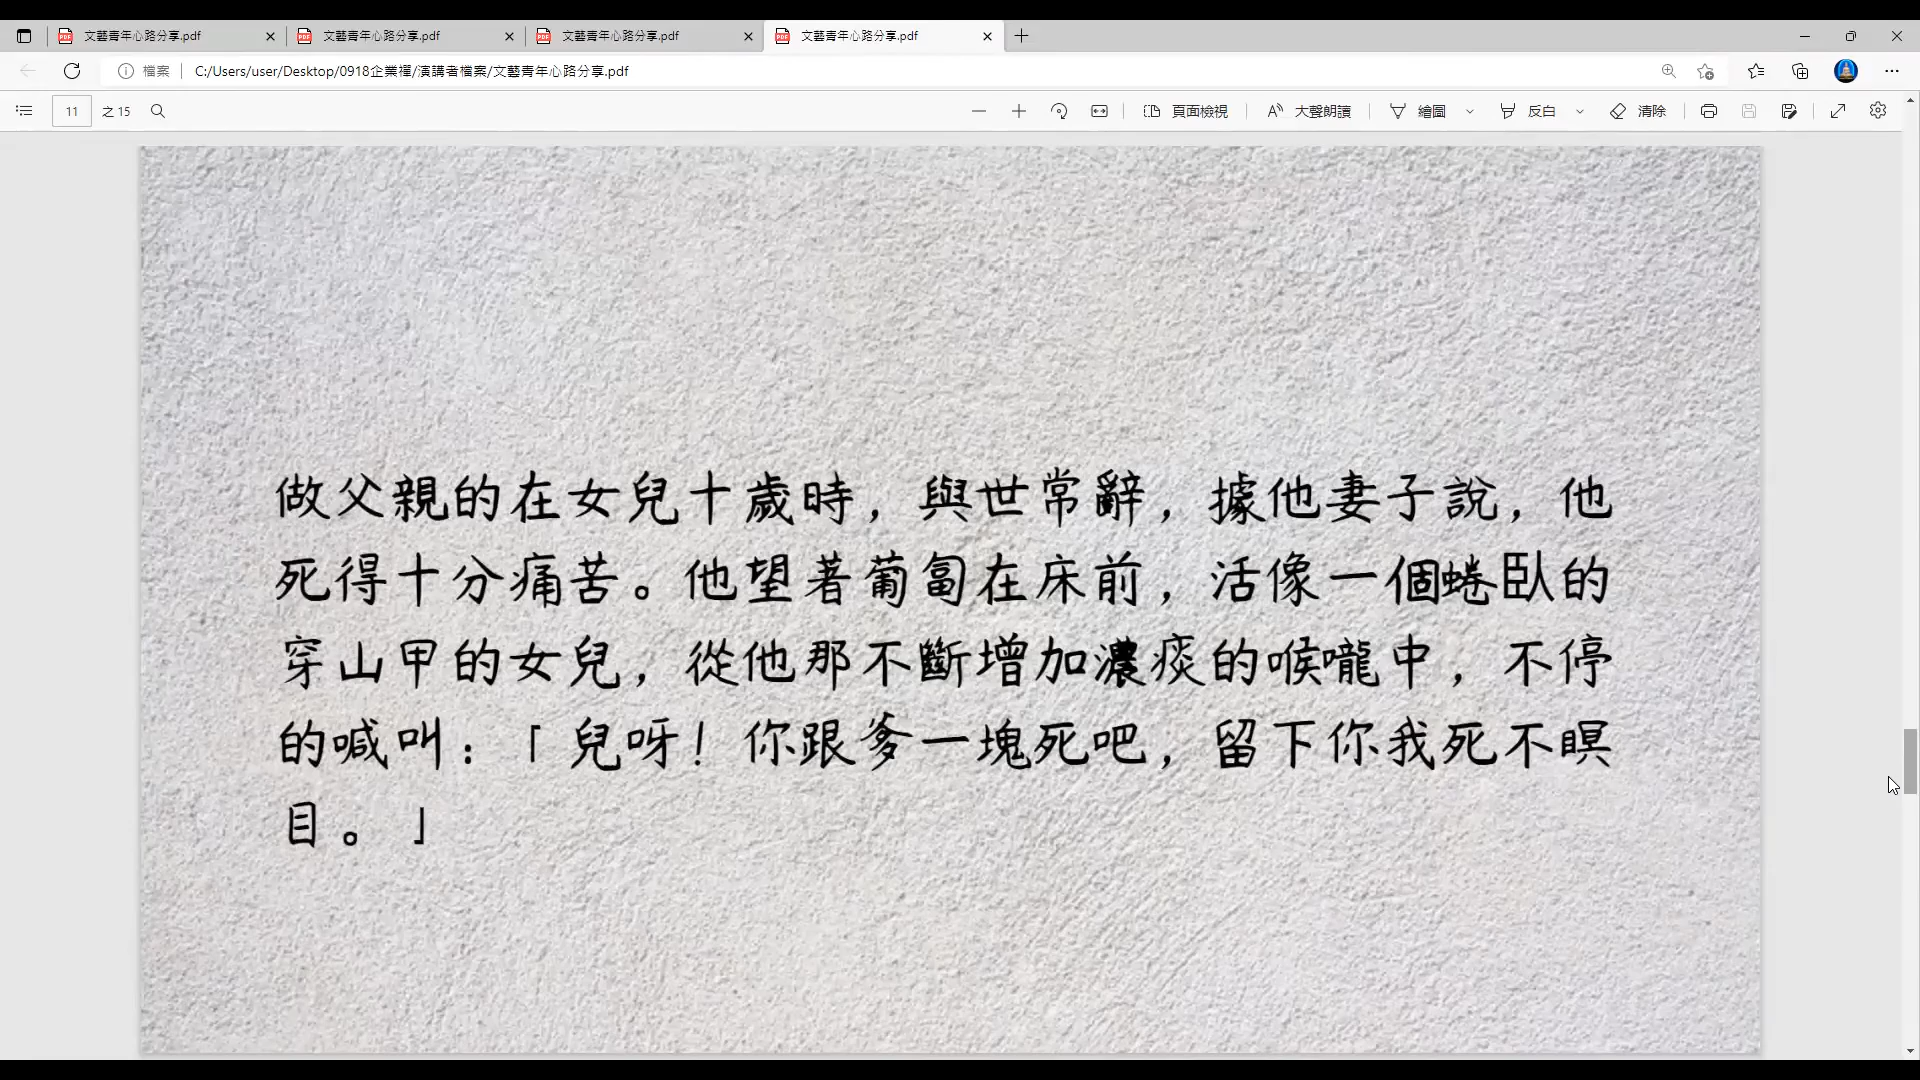 文藝青年心路分享.pdf
文藝青年心路分享.pdf
文藝青年心路分享.pdf
文藝青年心路分享.pdf
檔案 C:/Users/user/Desktop/0918企業禪/演講者檔案/文藝青年心路分享.pdf
11 之 15 頁面檢視 大聲朗讀 繪圖 反白 清除
做父親的在女兒十歲時，與世常辭，據他妻子說，他
死得十分痛苦。他望著葡匐在床前，活像一個蜷臥的
穿山甲的女兒，從他那不斷增加濃痰的喉嚨中，不停
的喊叫：「兒呀！你跟爹一塊死吧，留下你我死不瞑
目。」